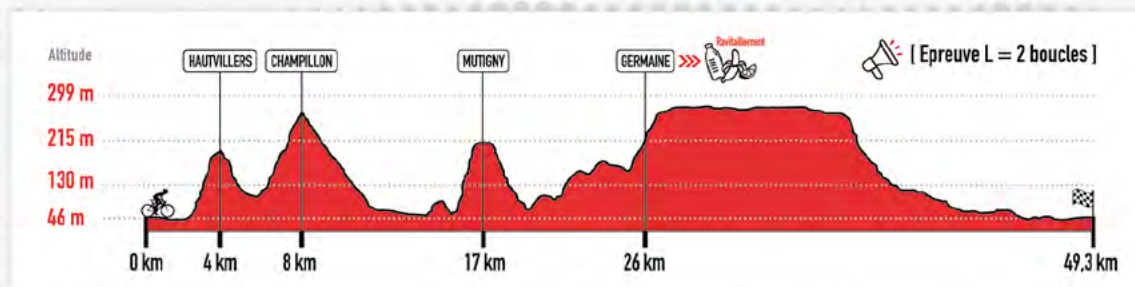 Altitude
HAUTVILLERS
CHAMPILLON
MUTIGNY
GERMAINE
>>>
Ravitaillement
[ Epreuve L = 2 boucles ]
299 m
215 m
130 m
46 m
0 km
4 km
8 km
17 km
26 km
49,3 km